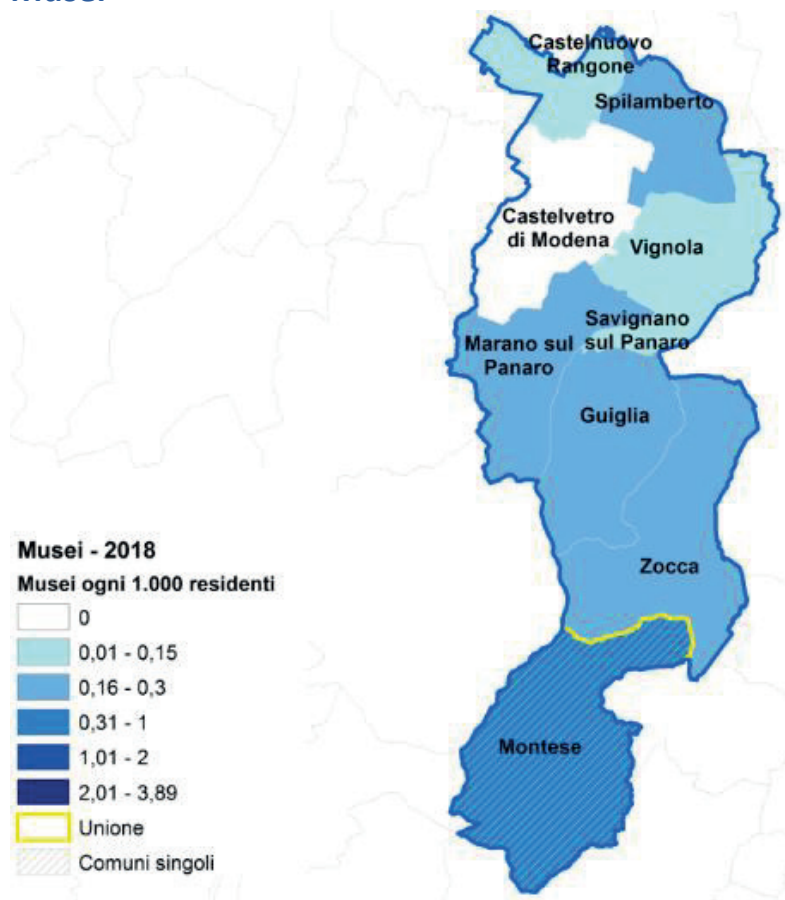 Musei
Castelnuovo
Rangone
Spilamberto
Castelvetro
di Modena
Vignola
Savignano
sul Panaro
Marano sul
Panaro
Guiglia
Zocca
Montese
Musei - 2018
Musei ogni 1.000 residenti
0
0,01 - 0,15
0,16 - 0,3
0,31 - 1
1,01 - 2
2,01 - 3,89
Unione
Comuni singoli